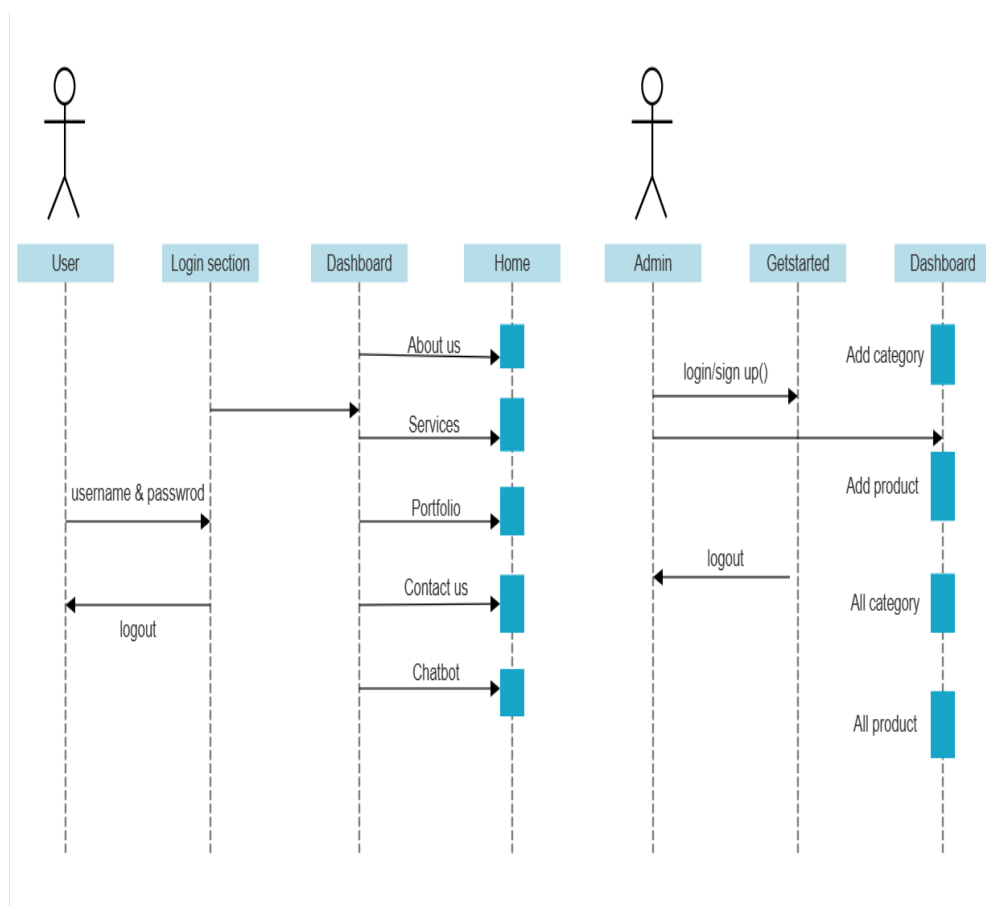 User
Login section
Dashboard
Home
Admin
Getstarted
Dashboard
About us
Services
username & passwrod
Portfolio
Contact us
logout
Chatbot
login/sign up()
logout
Add category
Add product
All category
All product